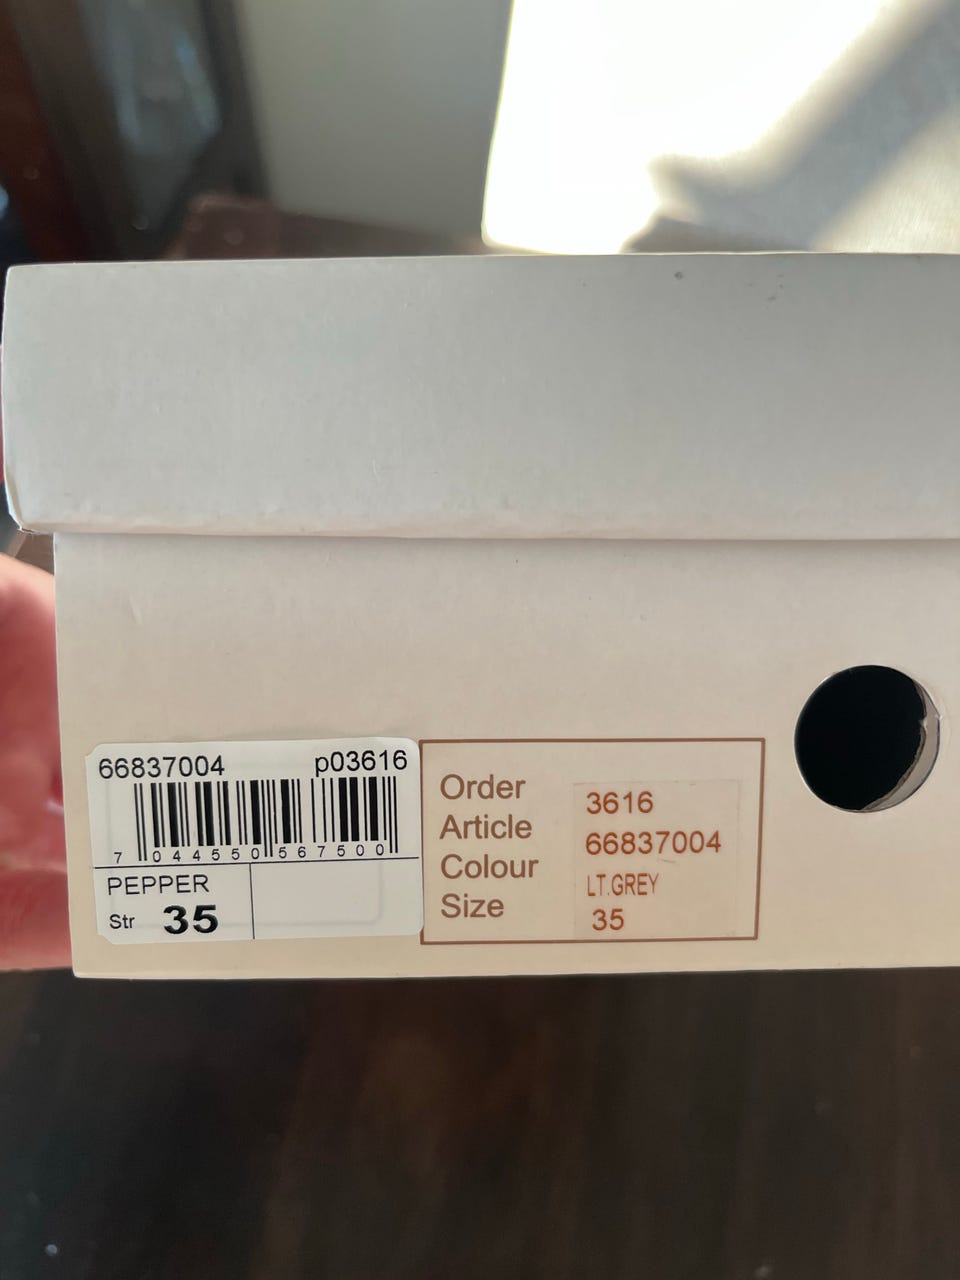 66837004 p03616
7 044550 567500
PEPPER
Str 35
Order 3616
Article 66837004
Colour LT.GREY
Size 35